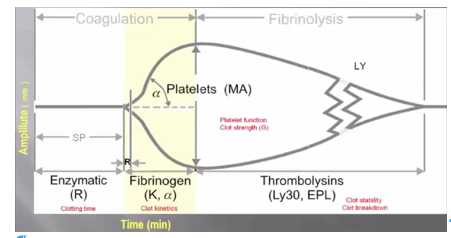 Coagulation
Fibrinolysis
LY
α
Platelets (MA)
Platelet function
Clot strength (G)
Amplilute ( mm )
SP
R
Enzymatic
(R)
Clotting time
Fibrinogen
(K, α)
Clot kinetics
Thrombolysins
(Ly30, EPL)
Clot stability
Clot breakdown
Time (min)